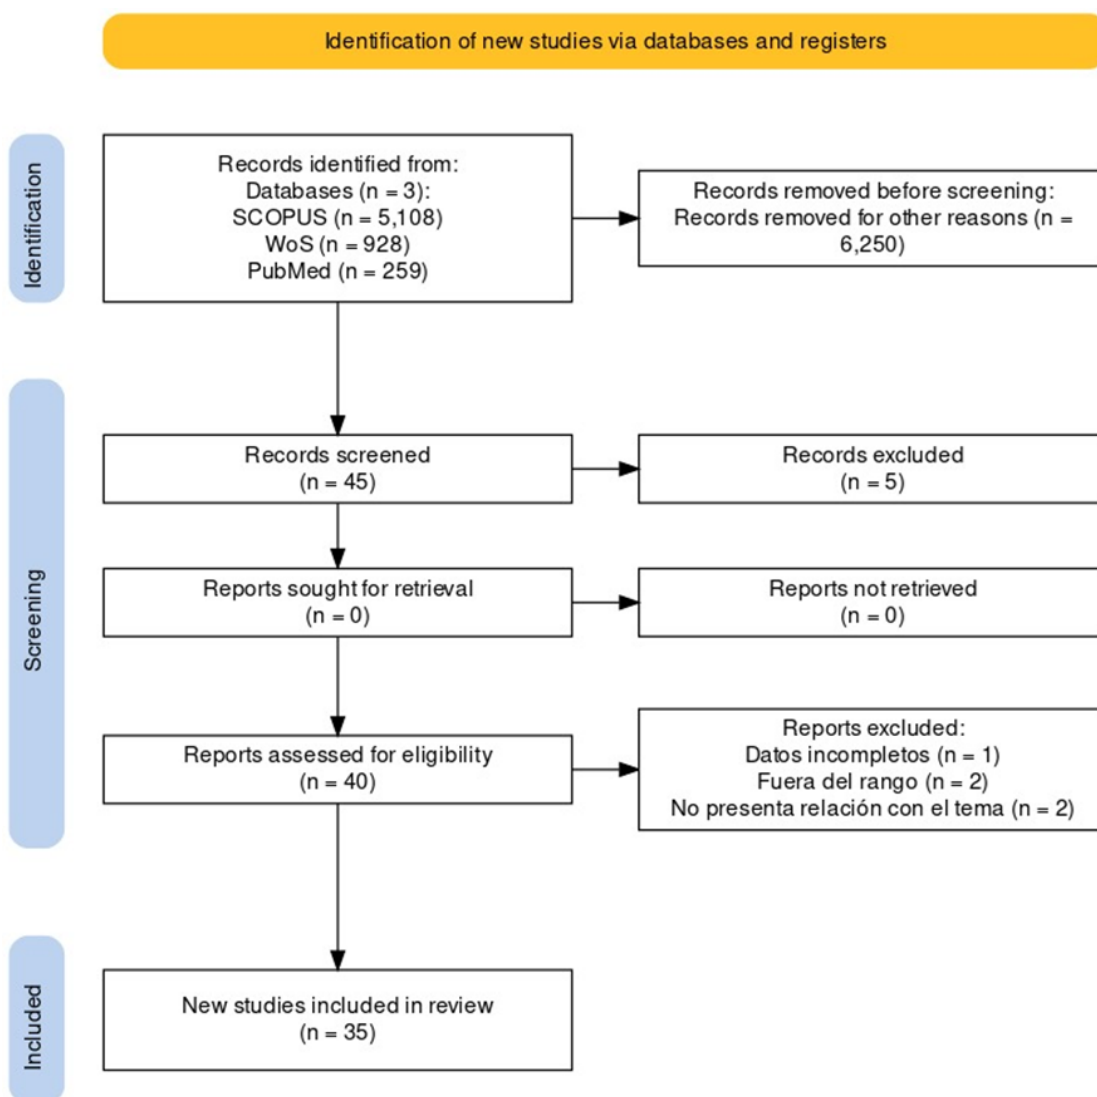 Identification of new studies via databases and registers
Identification
Records identified from:
Databases (n = 3):
SCOPUS (n = 5,108)
WoS (n = 928)
PubMed (n = 259)
Records removed before screening:
Records removed for other reasons (n =
6,250)
Screening
Records screened
(n = 45)
Records excluded
(n = 5)
Reports sought for retrieval
(n = 0)
Reports not retrieved
(n = 0)
Reports assessed for eligibility
(n = 40)
Reports excluded:
Datos incompletos (n = 1)
Fuera del rango (n = 2)
No presenta relación con el tema (n = 2)
Included
New studies included in review
(n = 35)